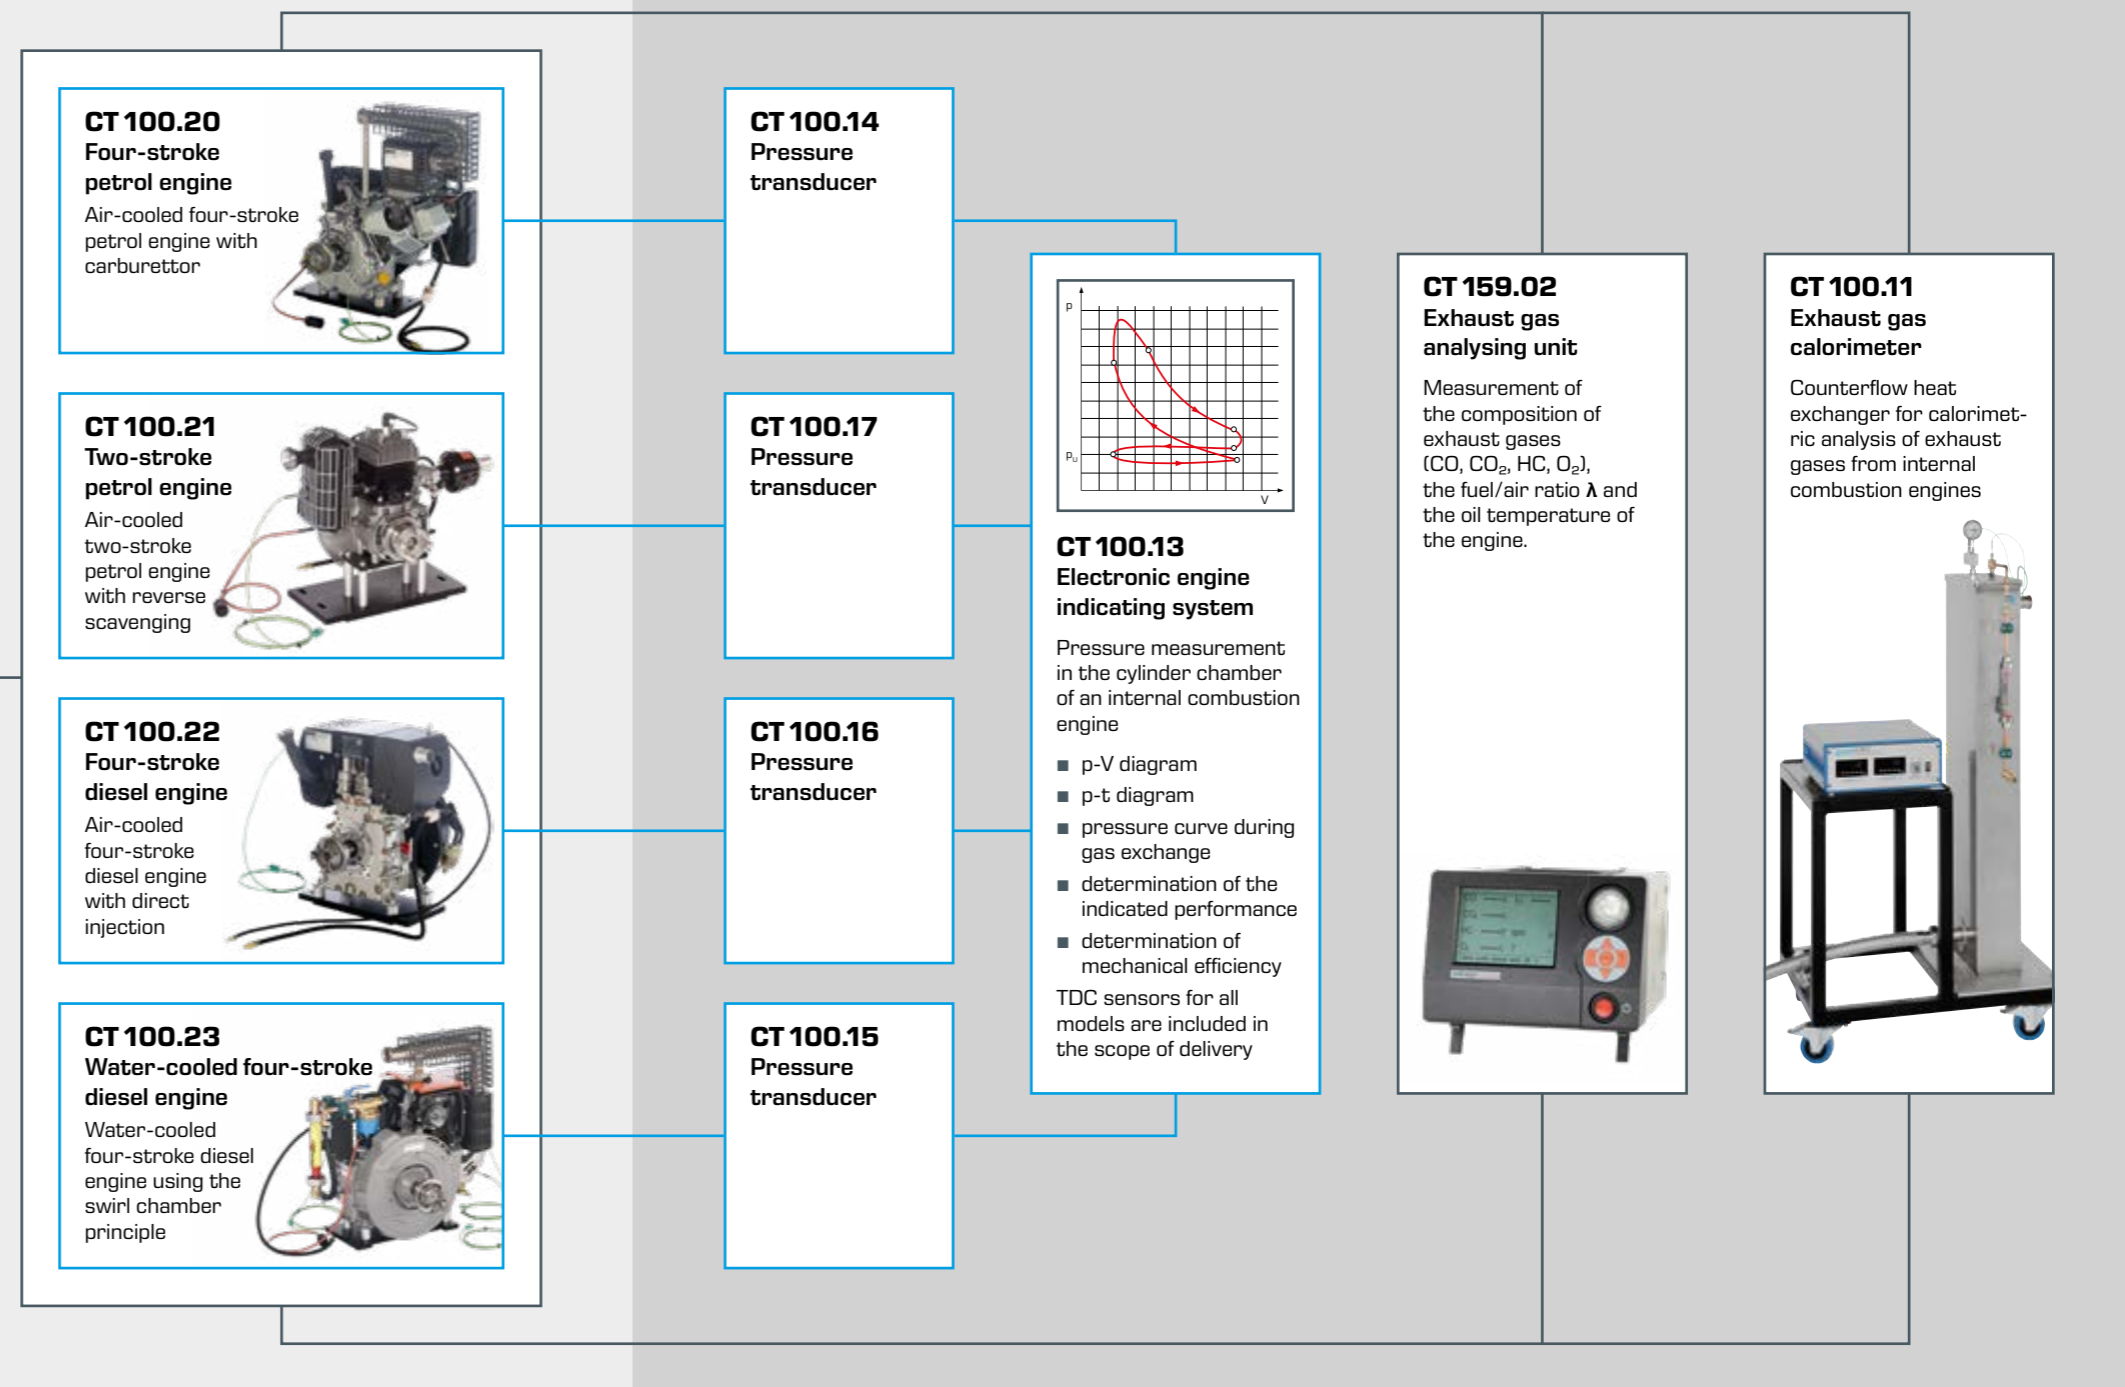 CT 100.20
Four-stroke
petrol engine
Air-cooled four-stroke
petrol engine with
carburettor
CT 100.21
Two-stroke
petrol engine
Air-cooled
two-stroke
petrol engine
with reverse
scavenging
CT 100.22
Four-stroke
diesel engine
Air-cooled
four-stroke
diesel engine
with direct
injection
CT 100.23
Water-cooled four-stroke
diesel engine
Water-cooled
four-stroke diesel
engine using the
swirl chamber
principle
CT 100.14
Pressure
transducer
CT 100.17
Pressure
transducer
CT 100.16
Pressure
transducer
CT 100.15
Pressure
transducer
p
pᵤ
V
CT 100.13
Electronic engine
indicating system
Pressure measurement
in the cylinder chamber
of an internal combustion
engine
■ p-V diagram
■ p-t diagram
■ pressure curve during
gas exchange
■ determination of the
indicated performance
■ determination of
mechanical efficiency
TDC sensors for all
models are included in
the scope of delivery
CT 159.02
Exhaust gas
analysing unit
Measurement of
the composition of
exhaust gases
(CO, CO₂, HC, O₂),
the fuel/air ratio λ and
the oil temperature of
the engine.
CT 100.11
Exhaust gas
calorimeter
Counterflow heat
exchanger for calorimet-
ric analysis of exhaust
gases from internal
combustion engines